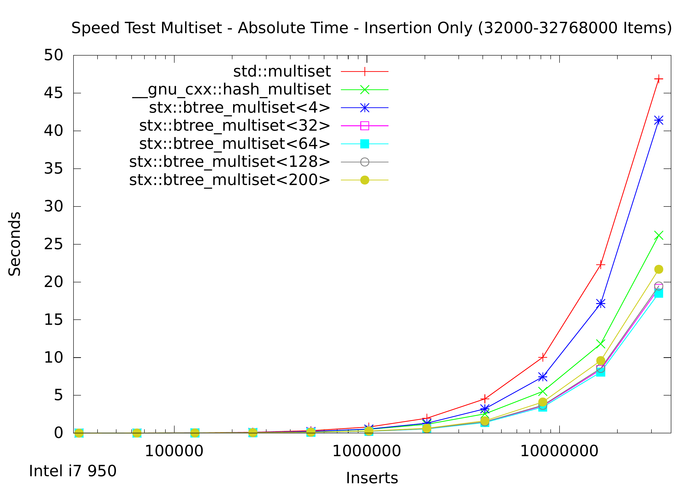 Speed Test Multiset - Absolute Time - Insertion Only (32000-32768000 Items)
50
45
40
35
30
25
20
15
10
5
0
Seconds
std::multiset
__gnu_cxx::hash_multiset
stx::btree_multiset<4>
stx::btree_multiset<32>
stx::btree_multiset<64>
stx::btree_multiset<128>
stx::btree_multiset<200>
100000 1000000 10000000
Inserts
Intel i7 950